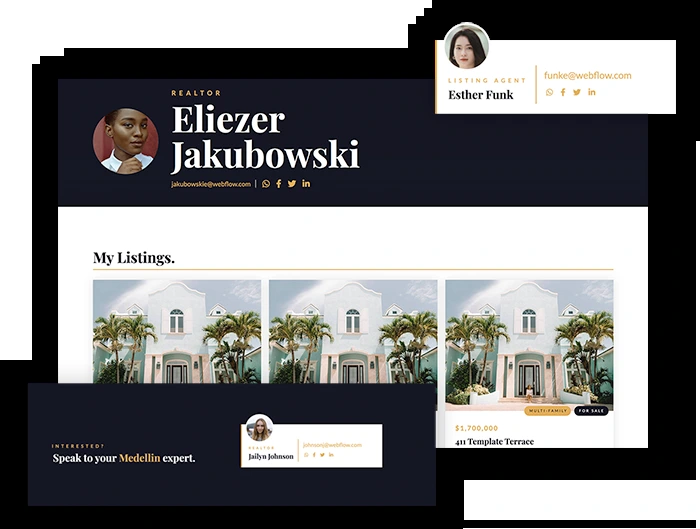 REALTOR
Eliezer
Jakubowski
jakubowskie@webflow.com
LISTING AGENT
Esther Funk
funke@webflow.com
My Listings.
MULTI-FAMILY
FOR SALE
$1,700,000
411 Template Terrace
INTERESTED?
Speak to your Medellin expert.
REALTOR
Jailyn Johnson
johnsonj@webflow.com